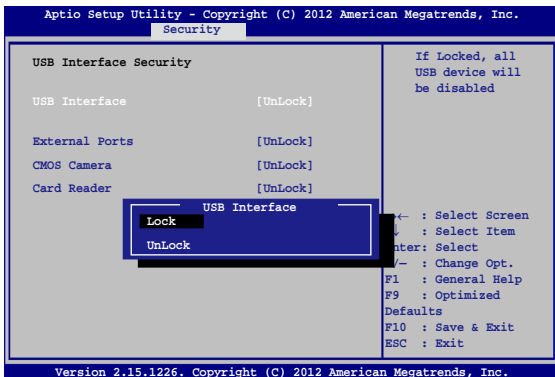 Aptio Setup Utility - Copyright (C) 2012 American Megatrends, Inc.
Security
USB Interface Security
USB Interface [UnLock]
External Ports [UnLock]
CMOS Camera [UnLock]
Card Reader [UnLock]
USB Interface
Lock
UnLock
If Locked, all
USB device will
be disabled
→← : Select Screen
↓ : Select Item
nter: Select
/— : Change Opt.
F1 : General Help
F9 : Optimized
Defaults
F10 : Save & Exit
ESC : Exit
Version 2.15.1226. Copyright (C) 2012 American Megatrends, Inc.